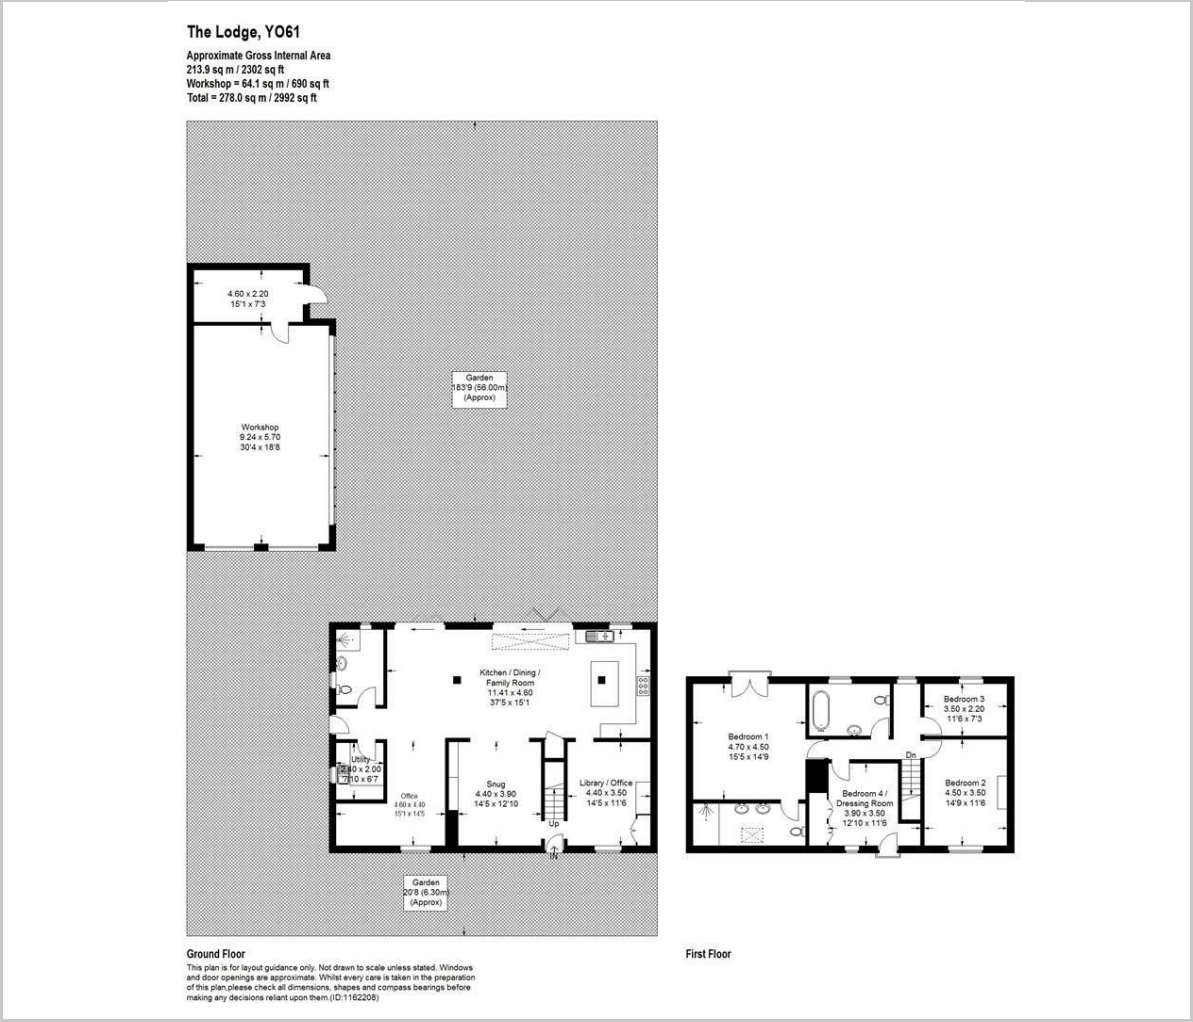 The Lodge, YO61
Approximate Gross Internal Area
213.9 sq m / 2302 sq ft
Workshop = 64.1 sq m / 690 sq ft
Total = 278.0 sq m / 2992 sq ft
4.60 x 2.20
15'1 x 7'3
Garden
183'9 (56.00m)
(Approx)
Workshop
9.24 x 5.70
30'4 x 18'8
Kitchen / Dining /
Family Room
11.41 x 4.60
37'5 x 15'1
Utility
2.40 x 2.00
7'10 x 6'7
Office
4.60 x 4.40
15'1 x 14'5
Snug
4.40 x 3.90
14'5 x 12'10
Library / Office
4.40 x 3.50
14'5 x 11'6
Up
IN
Garden
20'8 (6.30m)
(Approx)
Bedroom 1
4.70 x 4.50
15'5 x 14'9
Bedroom 3
3.50 x 2.20
11'6 x 7'3
Dn
Bedroom 4 /
Dressing Room
3.90 x 3.50
12'10 x 11'6
Bedroom 2
4.50 x 3.50
14'9 x 11'6
Ground Floor
First Floor
This plan is for layout guidance only. Not drawn to scale unless stated. Windows
and door openings are approximate. Whilst every care is taken in the preparation
of this plan,please check all dimensions, shapes and compass bearings before
making any decisions reliant upon them.(ID:1162208)